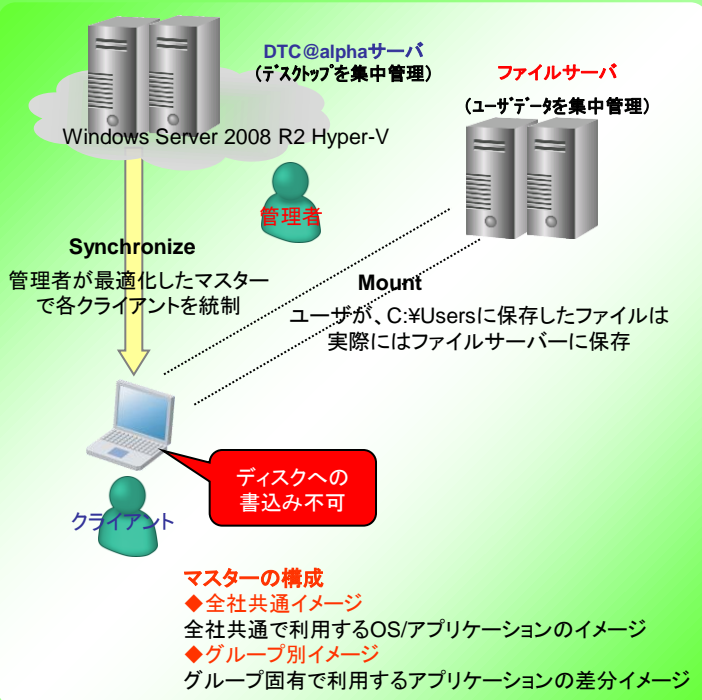 DTC@alphaサーバ
(ﾃﾞｽｸﾄｯﾌﾟを集中管理)
ファイルサーバ
(ﾕｰｻﾞﾃﾞｰﾀを集中管理)
Windows Server 2008 R2 Hyper-V
管理者
Synchronize
管理者が最適化したマスター
で各クライアントを統制
Mount
ユーザが、C:¥Usersに保存したファイルは
実際にはファイルサーバーに保存
ディスクへの
書込み不可
クライアント
マスターの構成
◆全社共通イメージ
全社共通で利用するOS/アプリケーションのイメージ
◆グループ別イメージ
グループ固有で利用するアプリケーションの差分イメージ